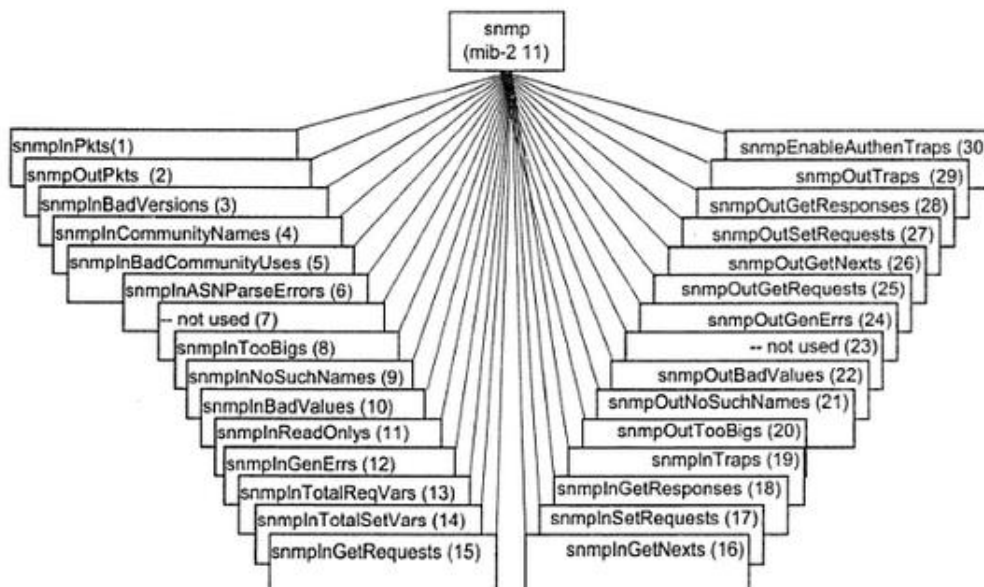 snmp
(mib-2 11)
snmpInPkts(1)
snmpOutPkts (2)
snmpInBadVersions (3)
snmpInCommunityNames (4)
snmpInBadCommunityUses (5)
snmpInASNParseErrors (6)
-- not used (7)
snmpInTooBigs (8)
snmpInNoSuchNames (9)
snmpInBadValues (10)
snmpInReadOnlys (11)
snmpInGenErrs (12)
snmpInTotalReqVars (13)
snmpInTotalSetVars (14)
snmpInGetRequests (15)
snmpEnableAuthenTraps (30)
snmpOutTraps (29)
snmpOutGetResponses (28)
snmpOutSetRequests (27)
snmpOutGetNexts (26)
snmpOutGetRequests (25)
snmpOutGenErrs (24)
-- not used (23)
snmpOutBadValues (22)
snmpOutNoSuchNames (21)
snmpOutTooBigs (20)
snmpInTraps (19)
snmpInGetResponses (18)
snmpInSetRequests (17)
snmpInGetNexts (16)